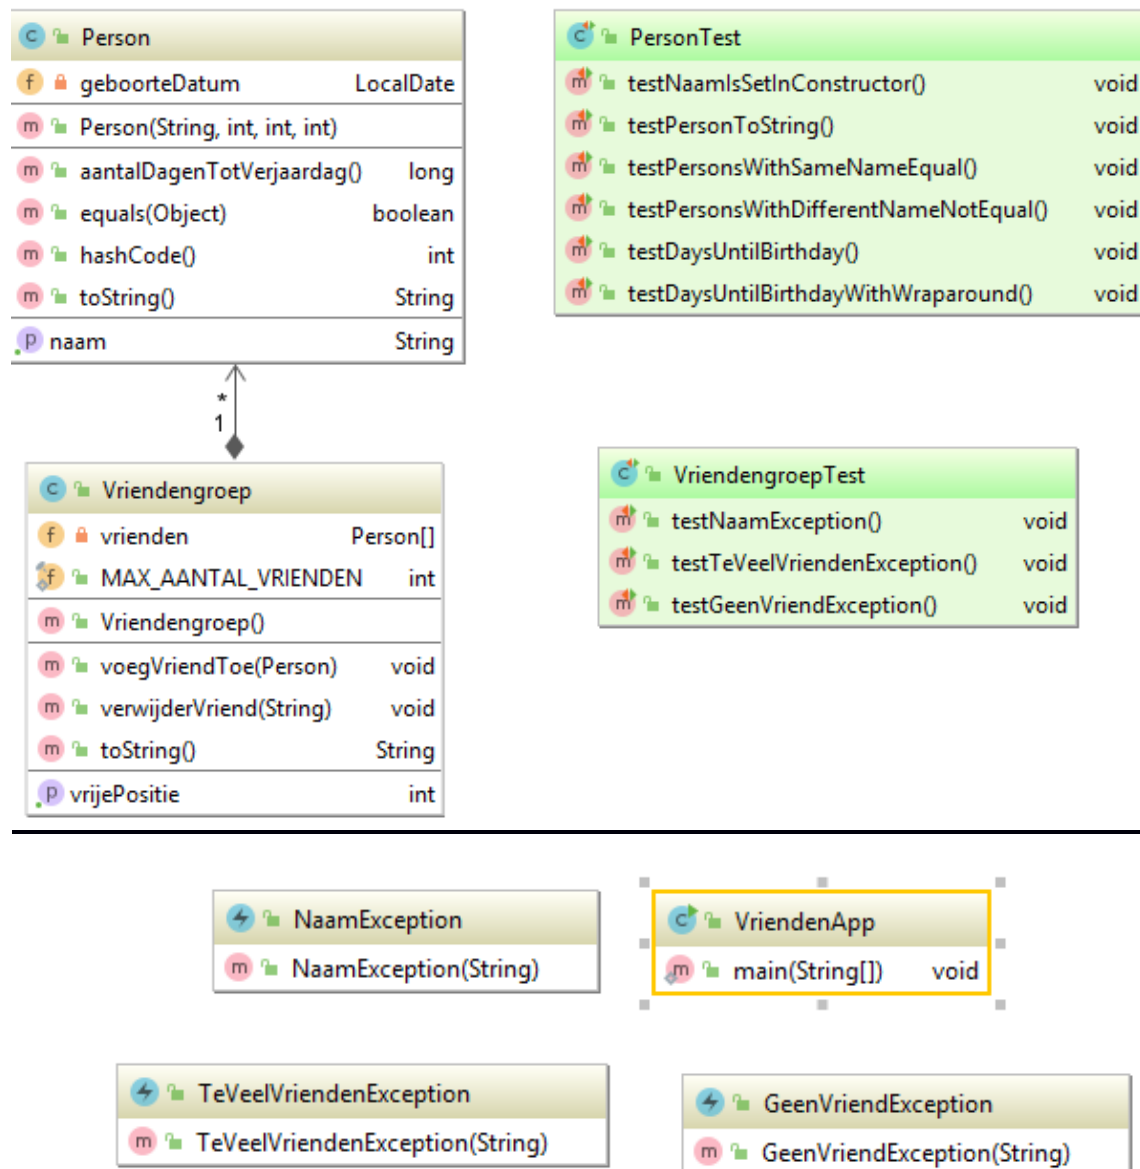 Person
geboorteDatum LocalDate
Person(String, int, int, int)
aantalDagenTotVerjaardag() long
equals(Object) boolean
hashCode() int
toString() String
naam String
PersonTest
testNaamIsSetInConstructor() void
testPersonToString() void
testPersonsWithSameNameEqual() void
testPersonsWithDifferentNameNotEqual() void
testDaysUntilBirthday() void
testDaysUntilBirthdayWithWraparound() void
*
1
Vriendengroep
vrienden Person[]
MAX_AANTAL_VRIENDEN int
Vriendengroep()
voegVriendToe(Person) void
verwijderVriend(String) void
toString() String
vrijePositie int
VriendengroepTest
testNaamException() void
testTeVeelVriendenException() void
testGeenVriendException() void
NaamException
NaamException(String)
VriendenApp
main(String[]) void
TeVeelVriendenException
TeVeelVriendenException(String)
GeenVriendException
GeenVriendException(String)